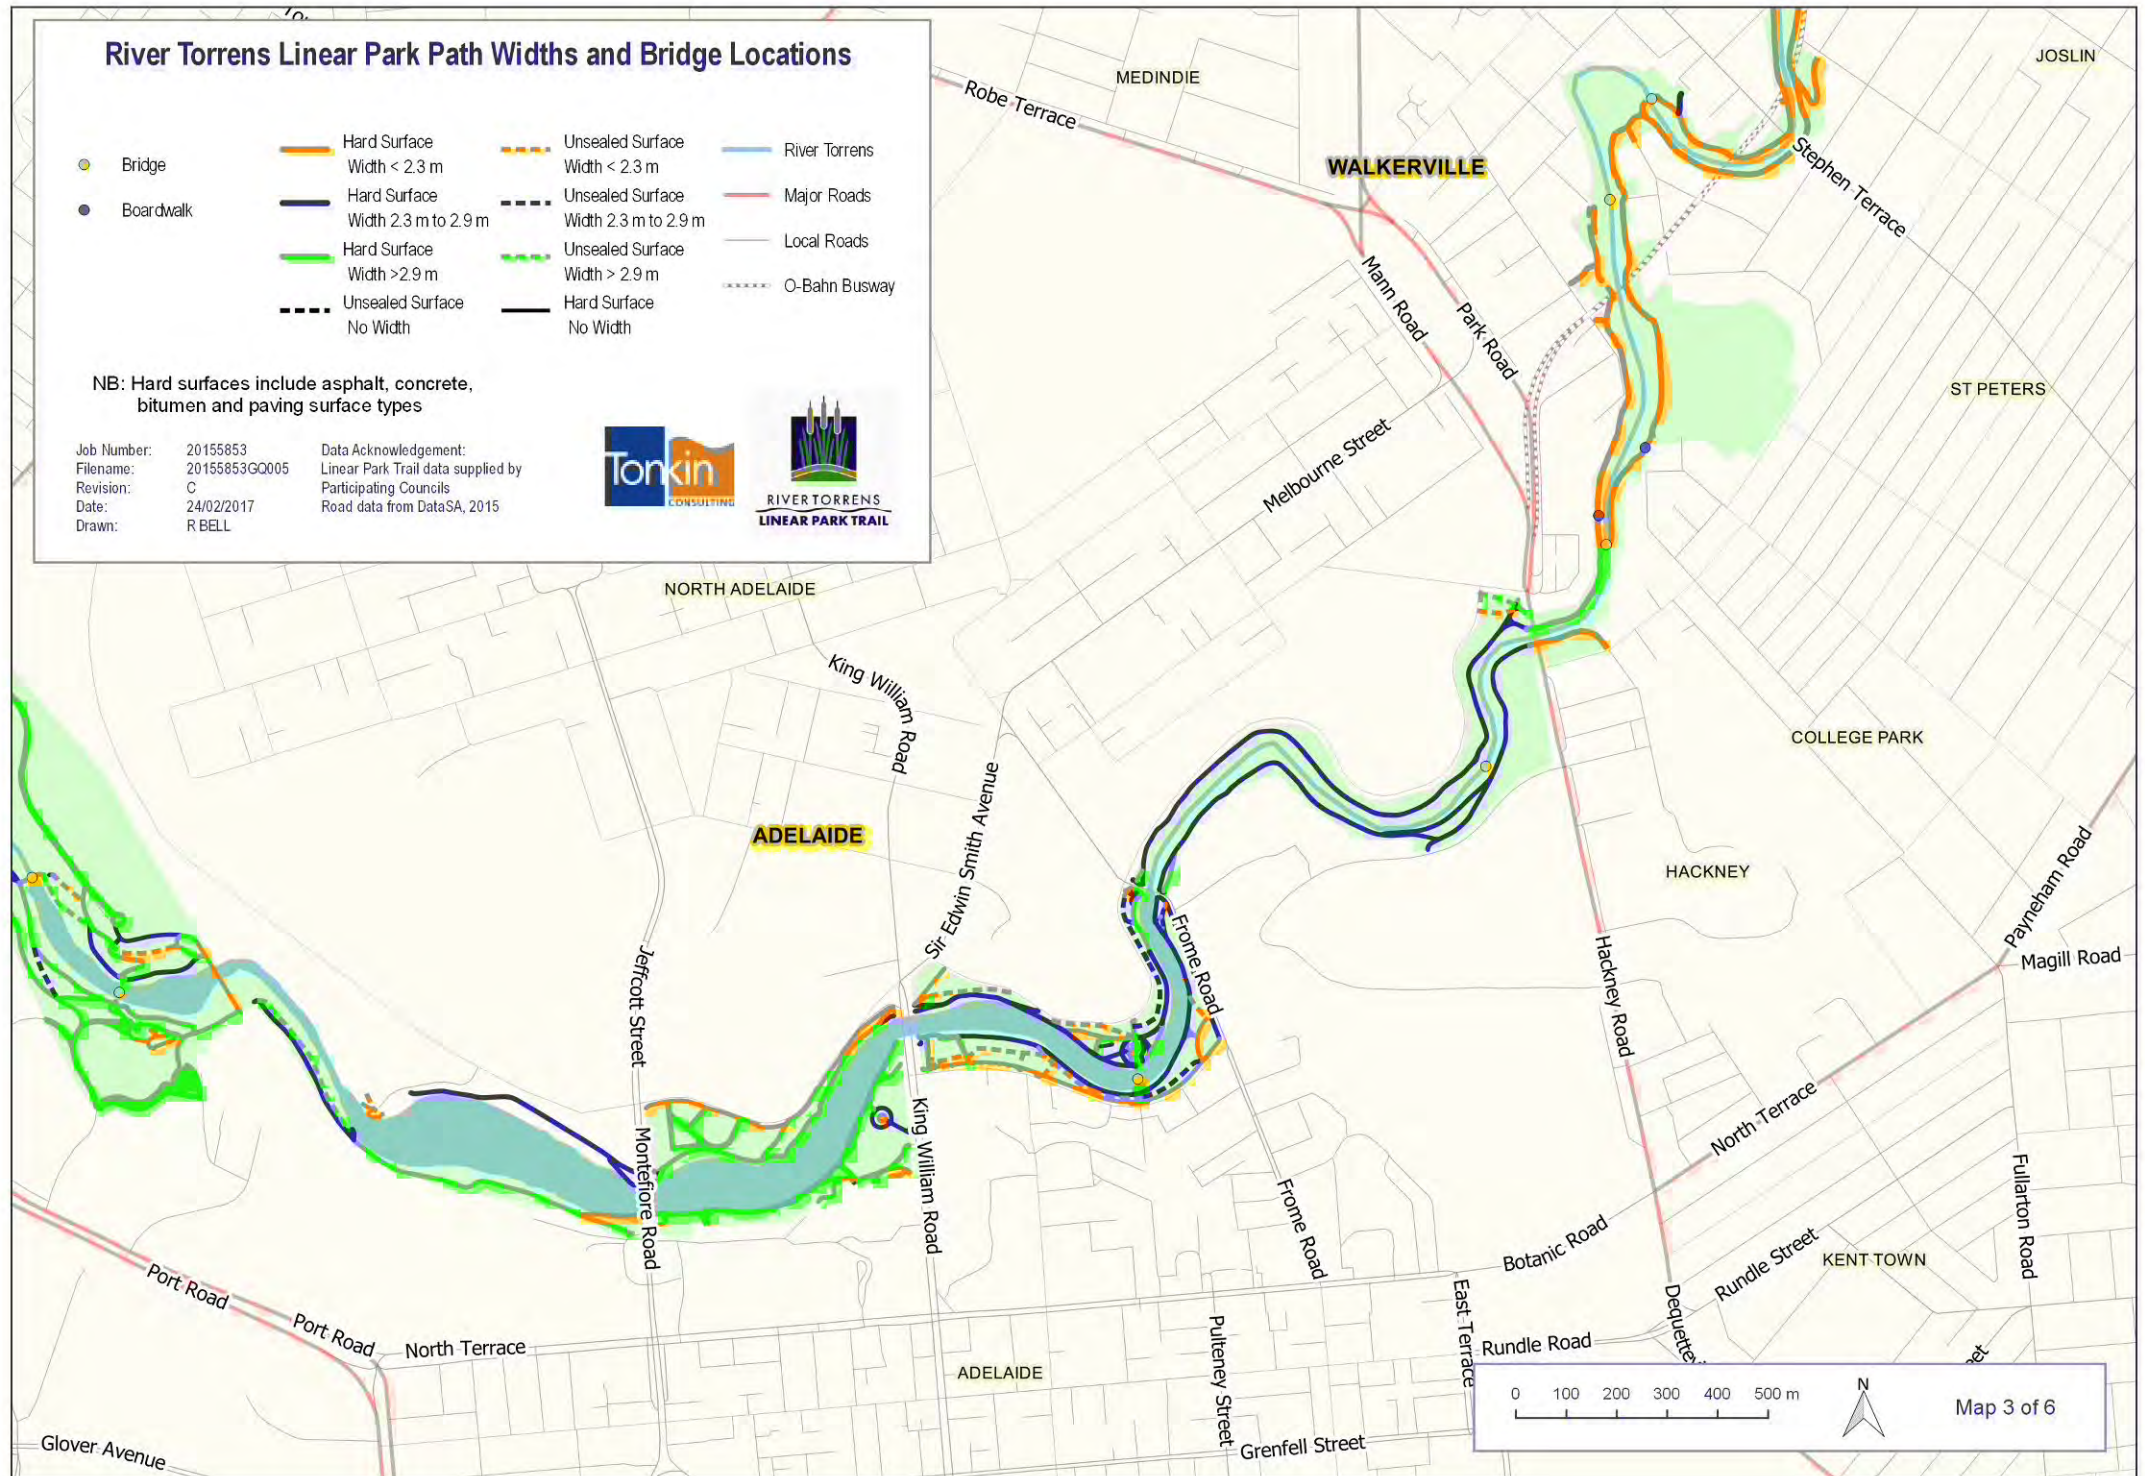 River Torrens Linear Park Path Widths and Bridge Locations
Bridge
Boardwalk
Hard Surface
Width < 2.3 m
Hard Surface
Width 2.3 m to 2.9 m
Hard Surface
Width >2.9 m
Unsealed Surface
No Width
Unsealed Surface
Width < 2.3 m
Unsealed Surface
Width 2.3 m to 2.9 m
Unsealed Surface
Width > 2.9 m
Hard Surface
No Width
River Torrens
Major Roads
Local Roads
O-Bahn Busway
NB: Hard surfaces include asphalt, concrete,
bitumen and paving surface types
Job Number: 20155853
Filename: 20155853GQ005
Revision: C
Date: 24/02/2017
Drawn: R BELL
Data Acknowledgement:
Linear Park Trail data supplied by
Participating Councils
Road data from DataSA, 2015
Tonkin
CONSULTING
RIVER TORRENS
LINEAR PARK TRAIL
MEDINDIE
JOSLIN
Robe Terrace
WALKERVILLE
Stephen Terrace
Mann Road
Park Road
ST PETERS
Melbourne Street
NORTH ADELAIDE
King William Road
COLLEGE PARK
Sir Edwin Smith Avenue
ADELAIDE
HACKNEY
Payneham Road
Magill Road
Jeffcott Street
Frome Road
Hackney Road
North Terrace
Montefiore Road
King William Road
Frome Road
Fullarton Road
Botanic Road
Rundle Street
KENT TOWN
Port Road
Port Road
North Terrace
East Terrace
Rundle Road
Pulteney Street
ADELAIDE
Grenfell Street
Glover Avenue
0 100 200 300 400 500 m
N
Map 3 of 6